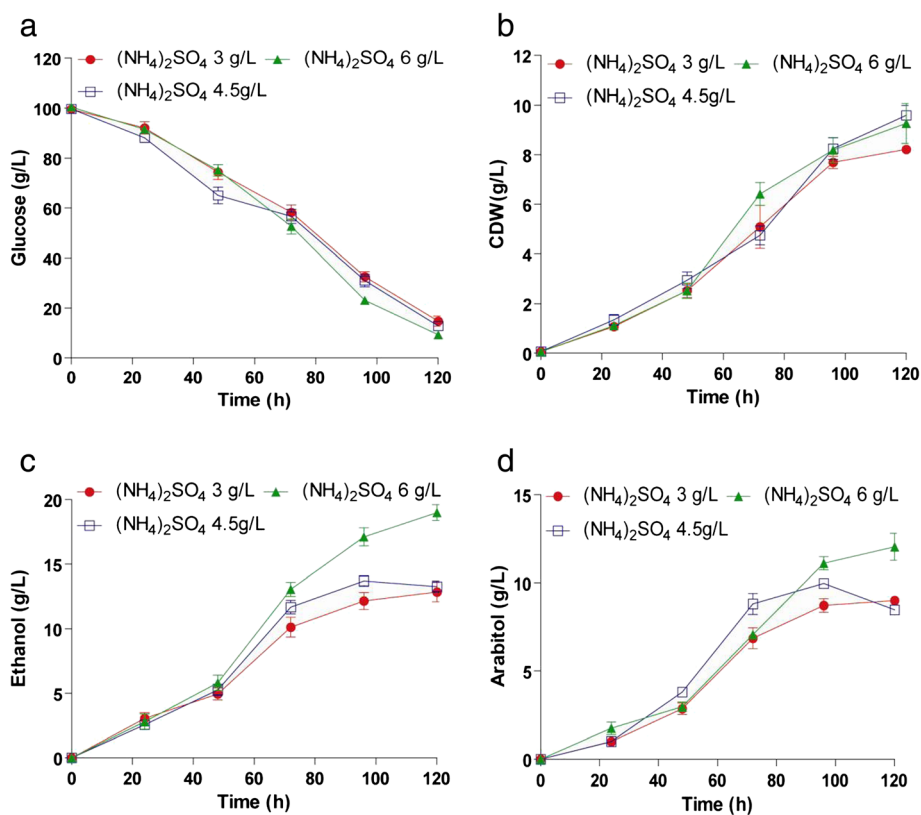 a
(NH4)2SO4 3 g/L (NH4)2SO4 6 g/L
(NH4)2SO4 4.5g/L
120
100
80
60
40
20
0
Glucose (g/L)
0 20 40 60 80 100 120
Time (h)
b
(NH4)2SO4 3 g/L (NH4)2SO4 6 g/L
(NH4)2SO4 4.5g/L
12
10
8
6
4
2
0
CDW(g/L)
0 20 40 60 80 100 120
Time (h)
c
(NH4)2SO4 3 g/L (NH4)2SO4 6 g/L
(NH4)2SO4 4.5g/L
20
15
10
5
0
Ethanol (g/L)
0 20 40 60 80 100 120
Time (h)
d
(NH4)2SO4 3 g/L (NH4)2SO4 6 g/L
(NH4)2SO4 4.5g/L
15
10
5
0
Arabitol (g/L)
0 20 40 60 80 100 120
Time (h)